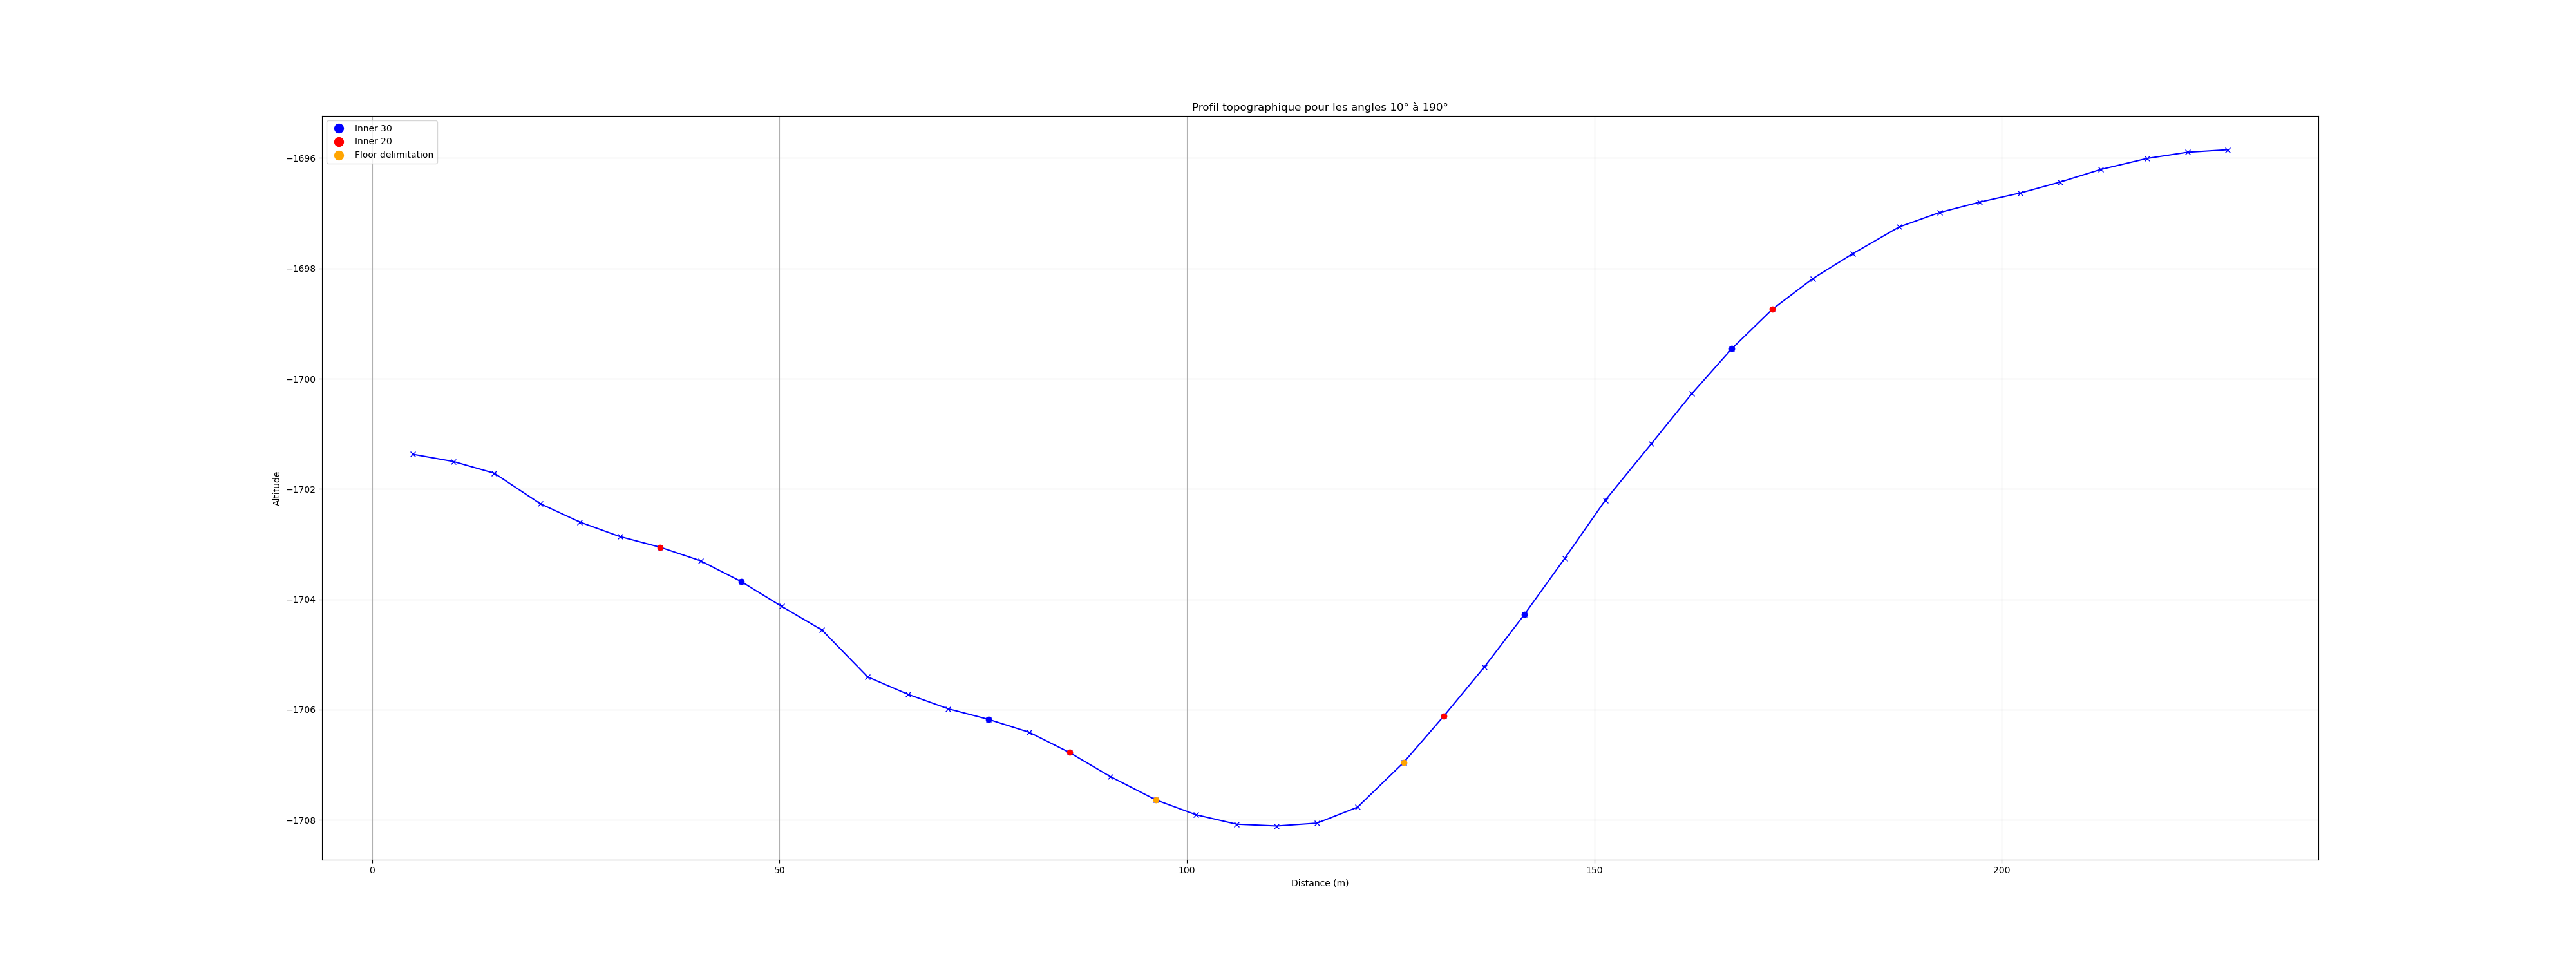 Profil topographique pour les angles 10° à 190°
Inner 30
Inner 20
Floor delimitation
−1696
−1698
−1700
−1702
−1704
−1706
−1708
Altitude
0
50
100
150
200
Distance (m)